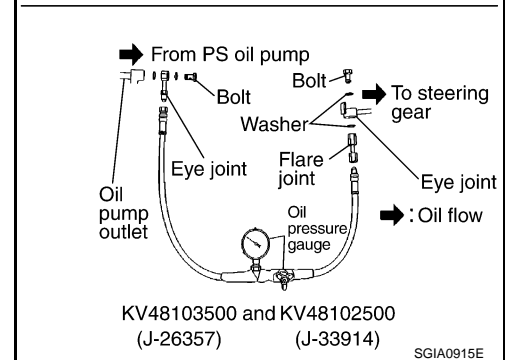 From PS oil pump
Bolt
Bolt
To steering
gear
Washer
Eye joint
Flare
joint
Eye joint
Oil
pump
outlet
Oil
pressure
gauge
: Oil flow
KV48103500 and KV48102500
(J-26357) (J-33914)
SGIA0915E